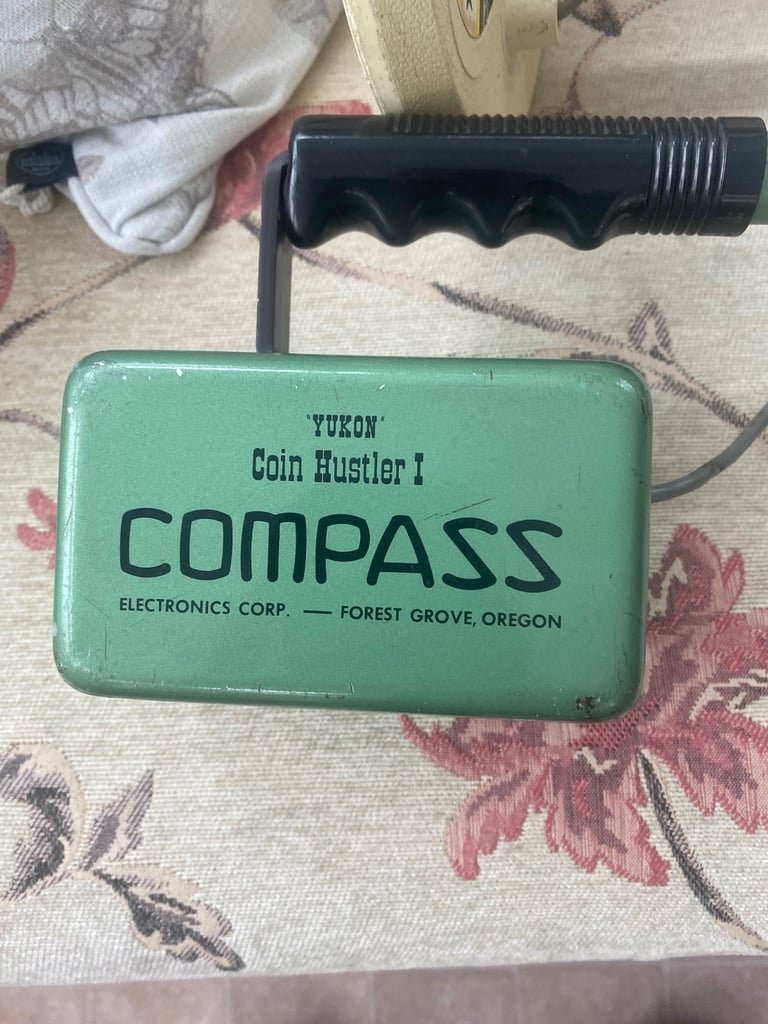 "YUKON"
Coin Hustler I
COMPASS
ELECTRONICS CORP. — FOREST GROVE, OREGON